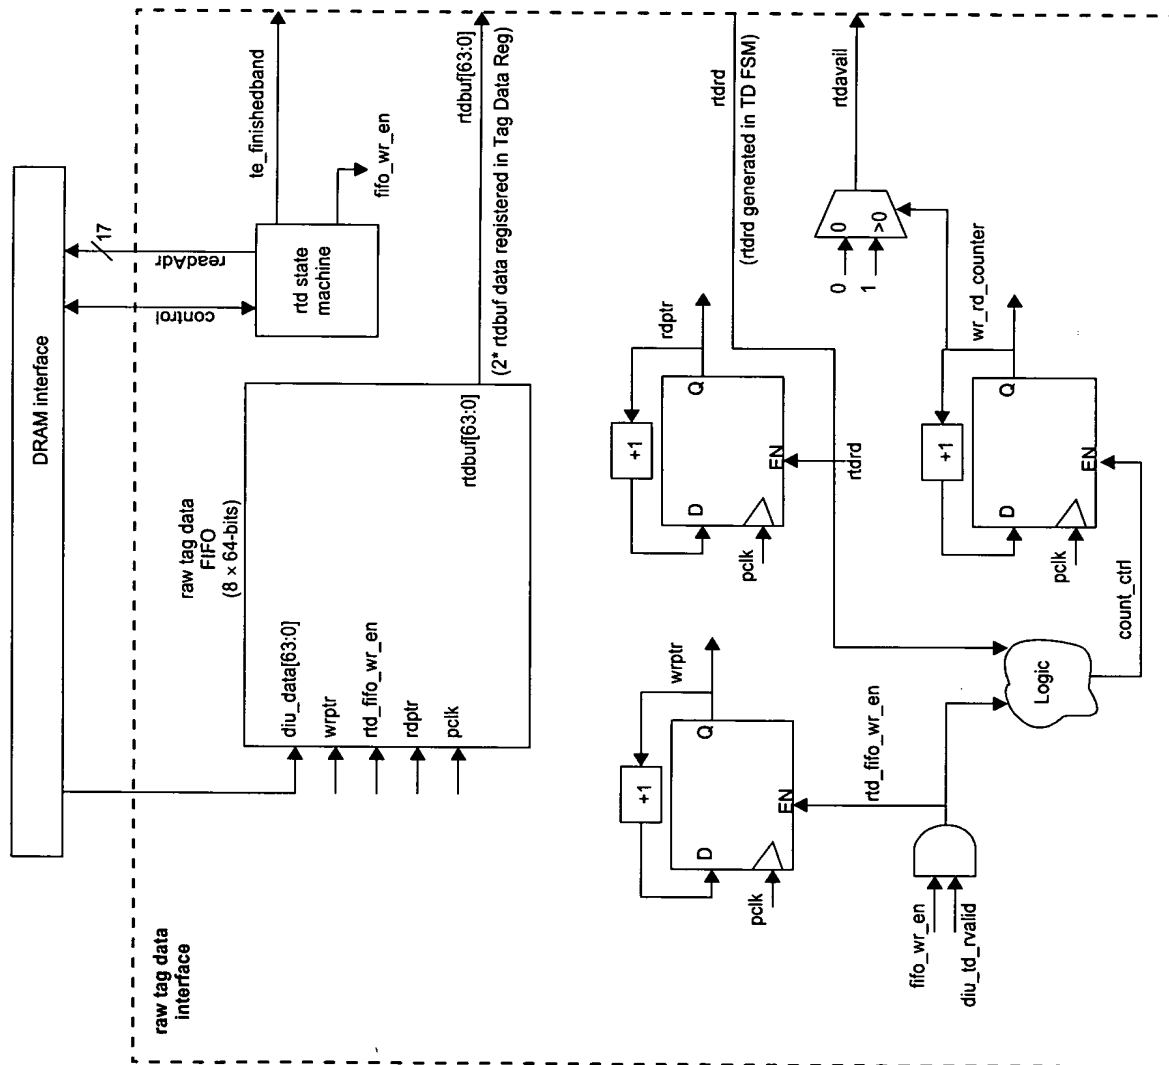 DRAM interface
raw tag data
interface
raw tag data
FIFO
(8 × 64-bits)
diu_data[63:0]
wrptr
rtd_fifo_wr_en
rdptr
pclk
rtdbuf[63:0]
control
readAdr
17
rtd state
machine
te_finishedband
fifo_wr_en
rtdbuf[63:0]
(2* rtdbuf data registered in Tag Data Reg)
rtdrd
(rtdrd generated in TD FSM)
+1
D
Q
EN
pclk
wrptr
rtd_fifo_wr_en
fifo_wr_en
diu_td_rvalid
+1
D
Q
EN
pclk
rdptr
rtdrd
Logic
count_ctrl
+1
D
Q
EN
pclk
wr_rd_counter
0
1
0
>0
rtdavail